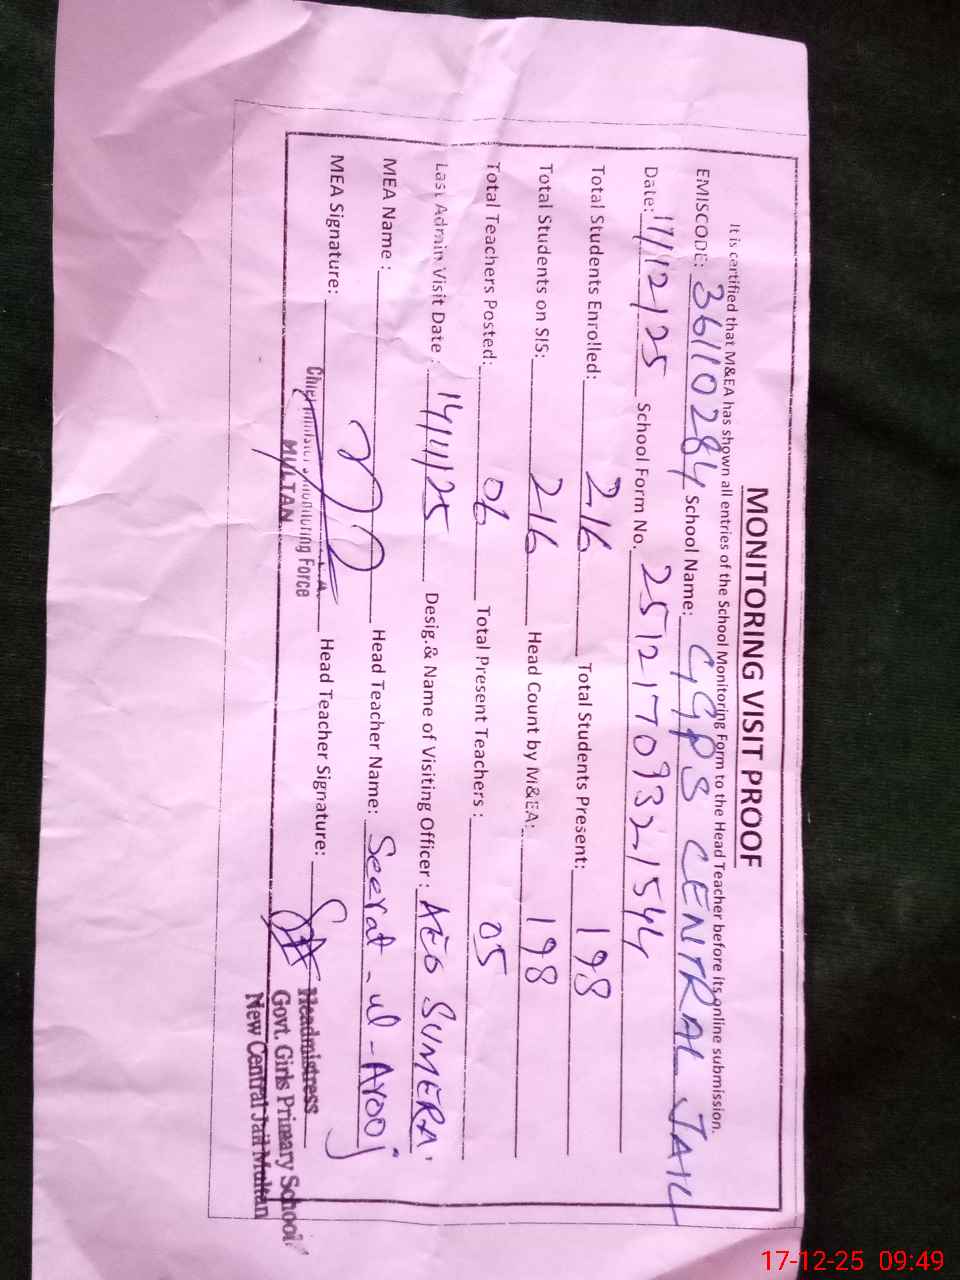 MONITORING VISIT PROOF
It is certified that M&EA has shown all entries of the School Monitoring Form to the Head Teacher before its online submission.
EMISCODE: 36110284 School Name: GGPS CENTRAL JAIL
Date: 17/12/25 School Form No. 25121709321544
Total Students Enrolled: 216 Total Students Present: 198
Total Students on SIS: 216 Head Count by M&EA: 198
Total Teachers Posted: 06 Total Present Teachers : 05
Last Admin Visit Date : 14/11/25 Desig.& Name of Visiting Officer : AEO SUMERA
MEA Name : Head Teacher Name: Seerat-ul-Arooj
MEA Signature: Head Teacher Signature:
Chief Minister's Monitoring Force
MULTAN
Headmistress
Govt. Girls Primary School
New Central Jail Multan
17-12-25 09:49